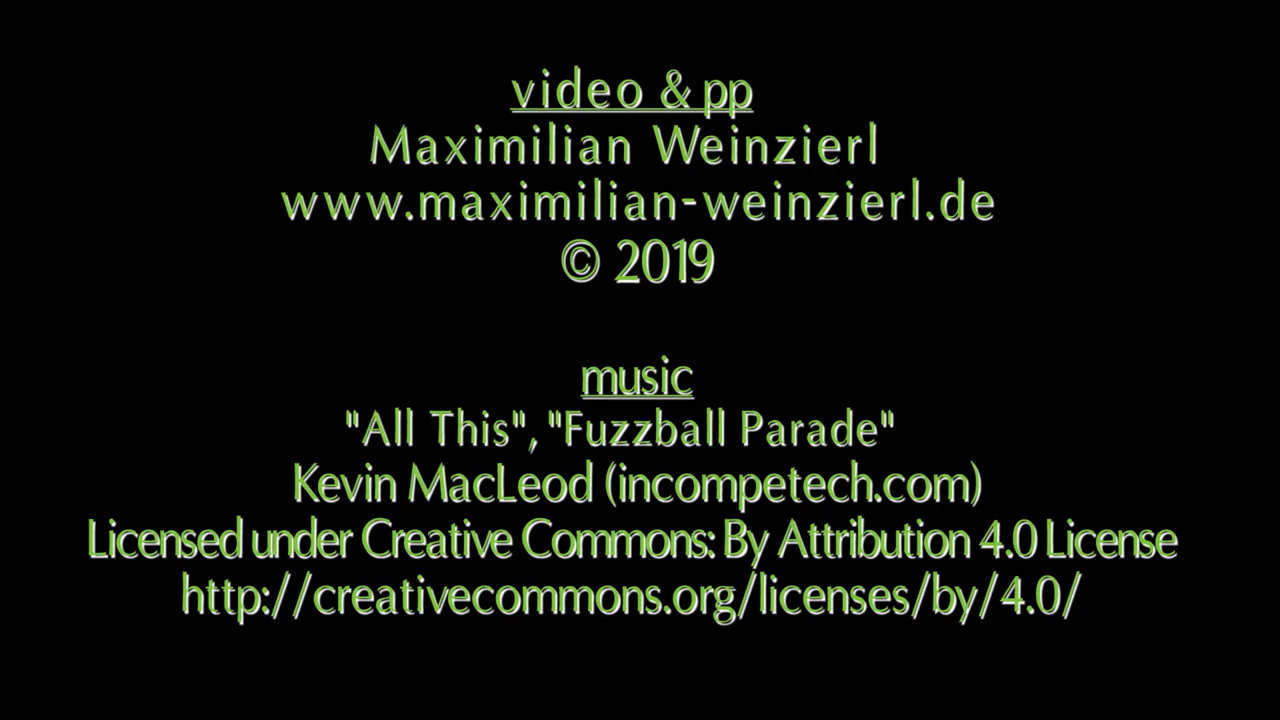 video & pp
Maximilian Weinzierl
www.maximilian-weinzierl.de
© 2019
music
"All This", "Fuzzball Parade"
Kevin MacLeod (incompetech.com)
Licensed under Creative Commons: By Attribution 4.0 License
http://creativecommons.org/licenses/by/4.0/